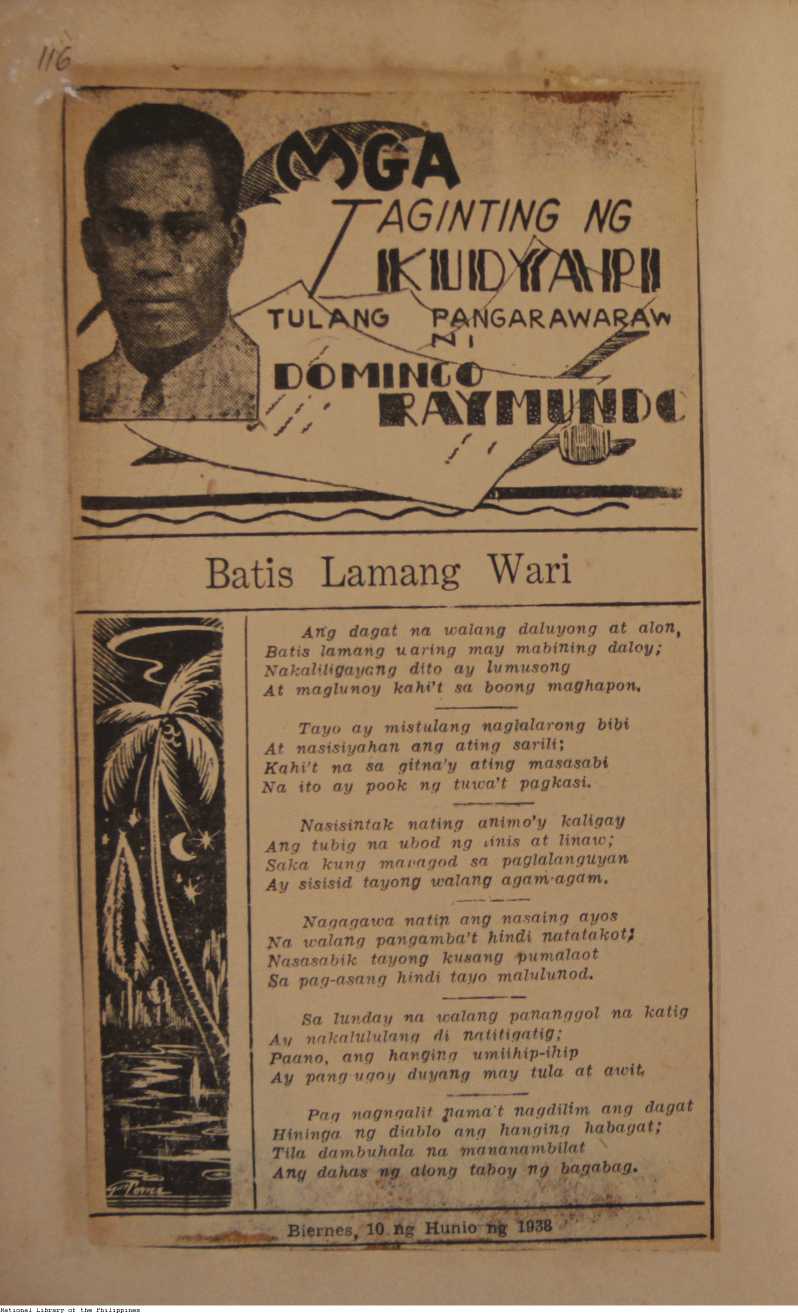 116
MGA
TAGINTING NG
KUDYAPI
TULANG PANGARAWARAW
NI
DOMINGO
RAYMUNDO
Batis Lamang Wari
Ang dagat na walang daluyong at alon,
Batis lamang uaring may mabining daloy;
Nakaliligayang dito ay lumusong
At maglunoy kahi't sa boong maghapon.
Tayo ay mistulang naglalarong bibi
At nasisiyahan ang ating sarili;
Kahi't na sa gitna'y ating masasabi
Na ito ay pook ng tuwa't pagkasi.
Nasisintak nating animo'y kaligay
Ang tubig na ubod ng linis at linaw;
Saka kung mapagod sa paglalanguyan
Ay sisisid tayong walang agam-agam.
Nagagawa natin ang nasaing ayos
Na walang pangamba't hindi natatakot;
Nasasabik tayong kusang pumalaot
Sa pag-asang hindi tayo malulunod.
Sa lunday na walang pananggol na katig
Ay nakalululang di natitigatig;
Paano, ang hanging umiihip-ihip
Ay pang-ugoy duyang may tula at awit.
Pag nagngalit nama't nagdilim ang dagat
Hininga ng diablo ang hanging habagat;
Tila dambuhala na mananambilat
Ang dahas ng along taboy ng bagabag.
Biernes, 10 ng Hunio ng 1938
National Library of the Philippines